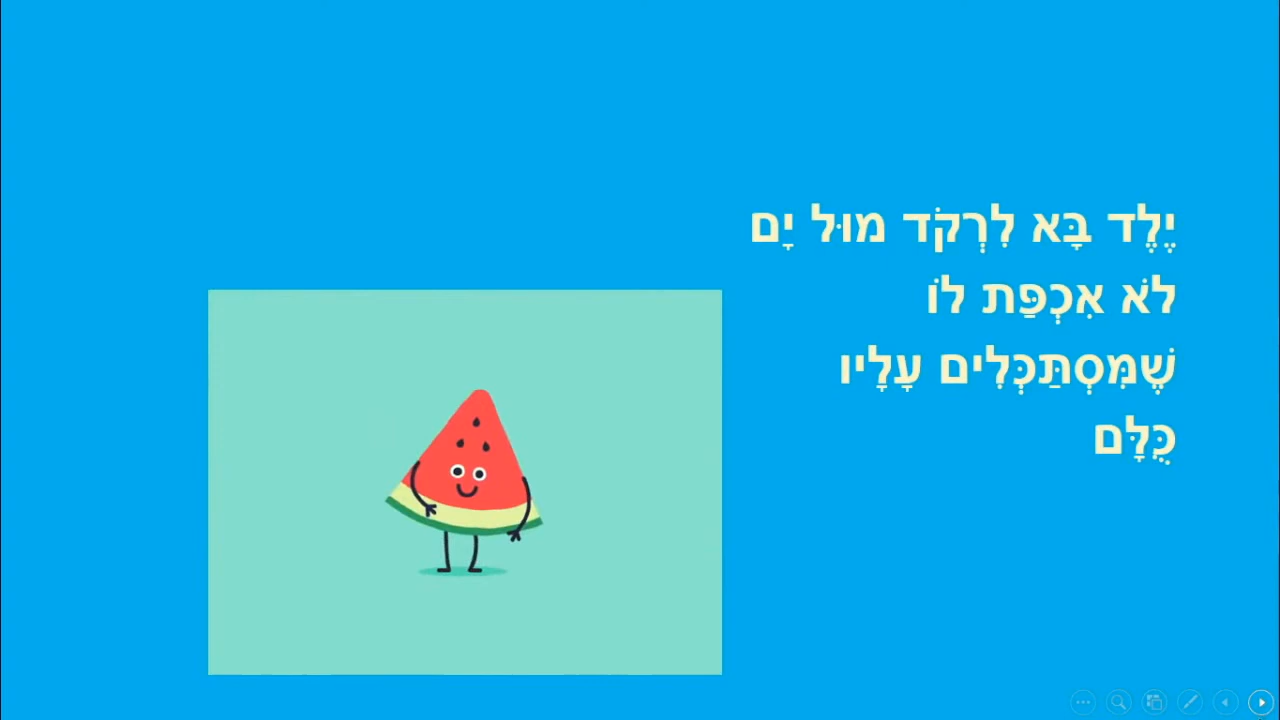 יֶלֶד בָּא לִרְקֹד מוּל יָם
לֹא אִכְפַּת לוֹ
שֶׁמִּסְתַּכְּלִים עָלָיו
כֻּלָּם